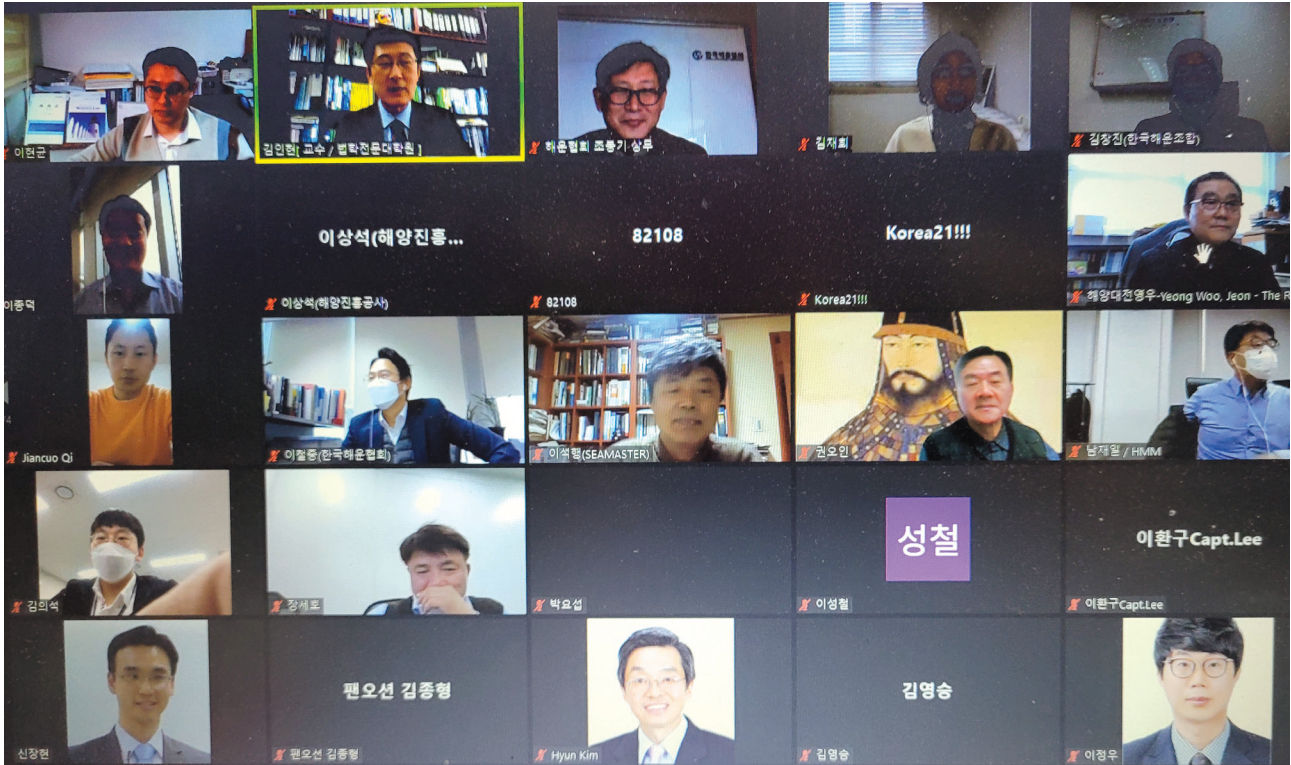 이현균
김인현[ 교수 / 법학전문대학원 ]
한국해운협회
해운협회 조봉기 상무
김재희
김창진(한국해운조합)
이종덕
이상석(해양진흥...
이상석(해양진흥공사)
82108
82108
Korea21!!!
Korea21!!!
해양대전영우-Yeong Woo, Jeon - The R
Jiancuo Qi
이철중(한국해운협회)
이석행(SEAMASTER)
권오인
남재일 / HMM
김의석
장세호
박요섭
성철
이성철
이환구Capt.Lee
이환구Capt.Lee
신장현
팬오션 김종형
팬오션 김종형
Hyun Kim
김영승
김영승
이정우